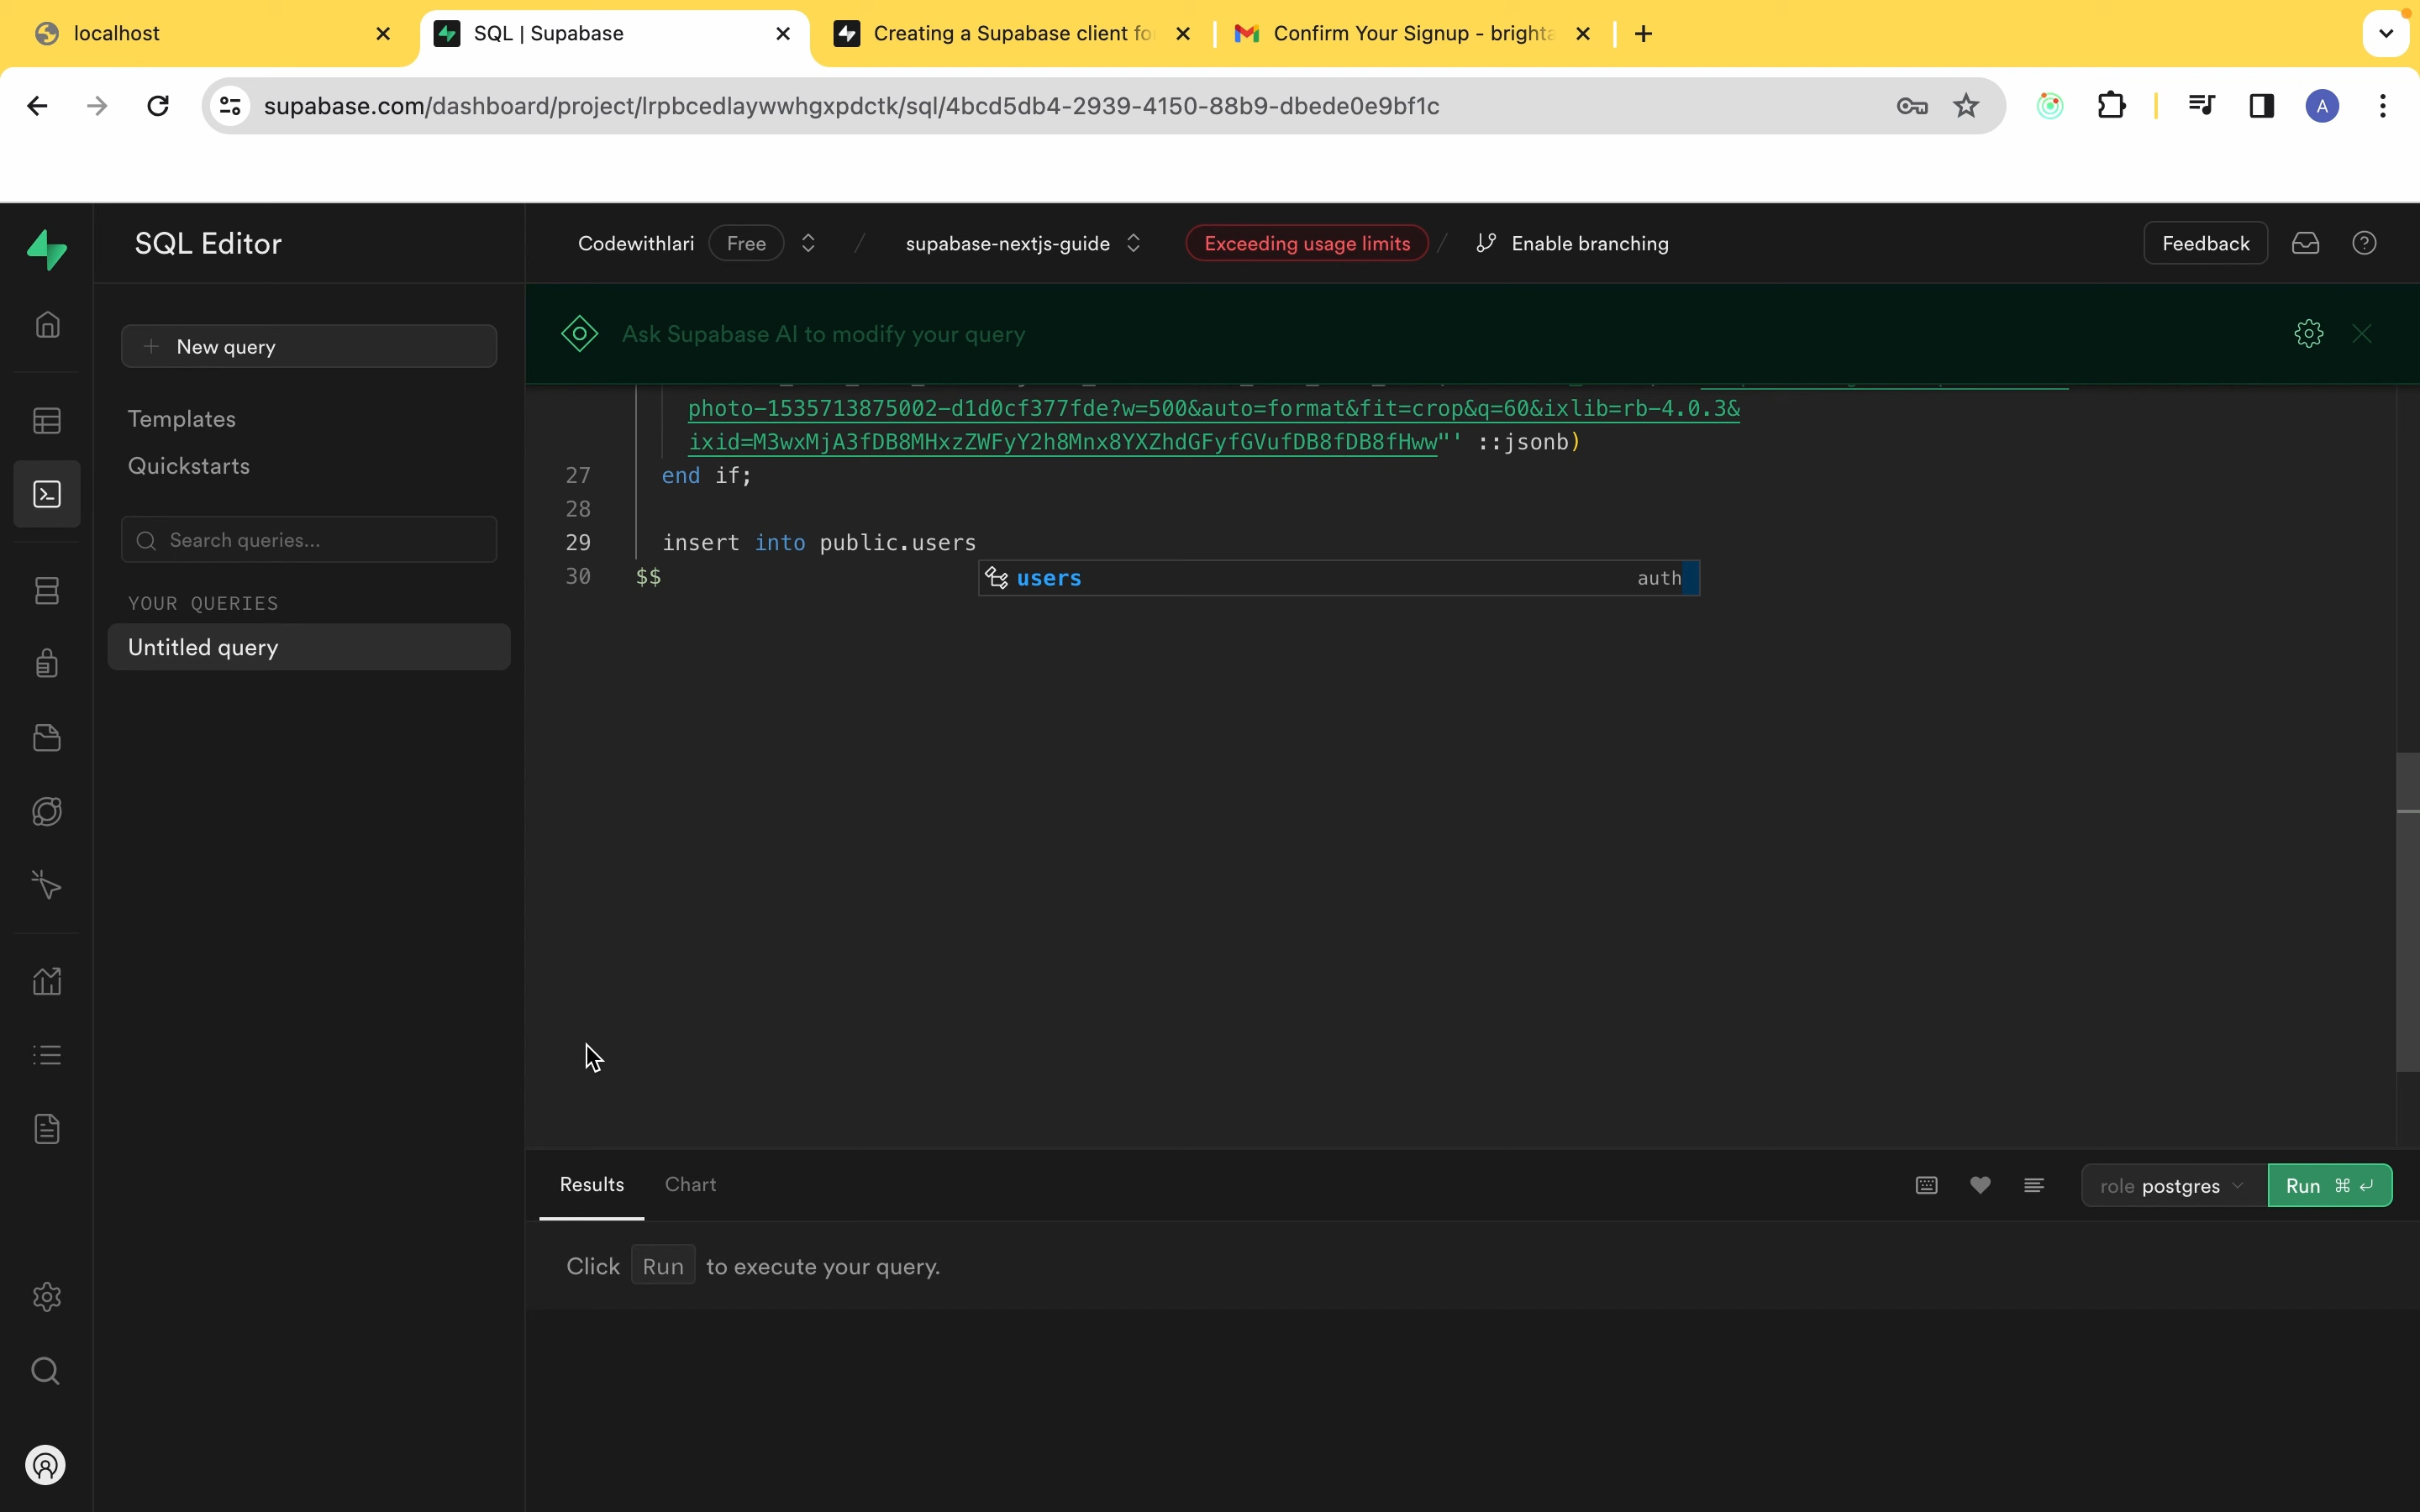 localhost
SQL | Supabase
Creating a Supabase client fo
Confirm Your Signup - brighta
supabase.com/dashboard/project/lrpbcedlaywwhgxpdctk/sql/4bcd5db4-2939-4150-88b9-dbede0e9bf1c
A
SQL Editor
Codewithlari Free / supabase-nextjs-guide Exceeding usage limits / Enable branching
Feedback
New query
Ask Supabase AI to modify your query
Templates
Quickstarts
Search queries...
YOUR QUERIES
Untitled query
photo-1535713875002-d1d0cf377fde?w=500&auto=format&fit=crop&q=60&ixlib=rb-4.0.3&
ixid=M3wxMjA3fDB8MHxzZWFyY2h8Mnx8YXZhdGFyfGVufDB8fDB8fHww"' ::jsonb)
27 end if;
28
29 insert into public.users
30 $$
users auth
Results Chart
role postgres
Run ⌘ ↵
Click Run to execute your query.